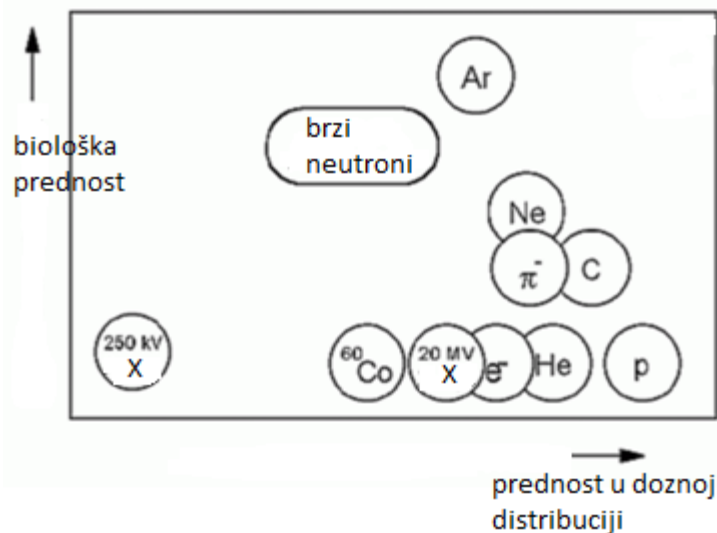 Ar
brzi
neutroni
biološka
prednost
Ne
π⁻
C
250 kV
X
⁶⁰Co
20 MV
X
e⁻
He
p
prednost u doznoj
distribuciji